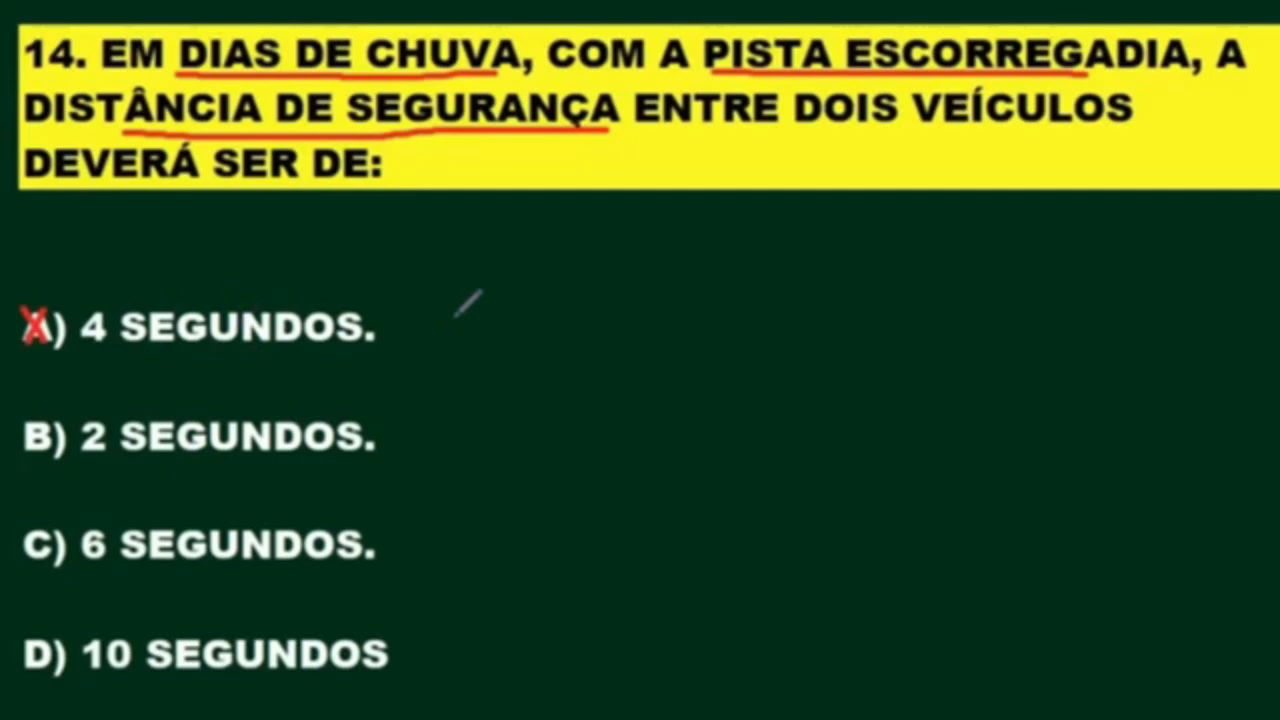 14. EM DIAS DE CHUVA, COM A PISTA ESCORREGADIA, A
DISTÂNCIA DE SEGURANÇA ENTRE DOIS VEÍCULOS
DEVERÁ SER DE:
A) 4 SEGUNDOS.
B) 2 SEGUNDOS.
C) 6 SEGUNDOS.
D) 10 SEGUNDOS